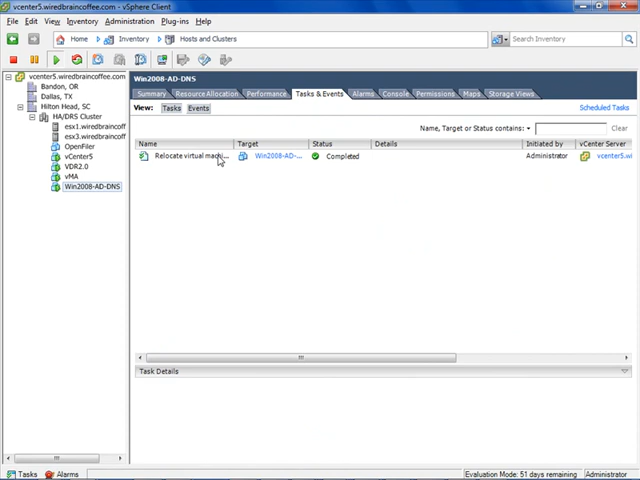 vcenter5.wiredbraincoffee.com - vSphere Client
File Edit View Inventory Administration Plug-ins Help
Home Inventory Hosts and Clusters Search Inventory
vcenter5.wiredbraincoffee.com
Bandon, OR
Dallas, TX
Hilton Head, SC
HA/DRS Cluster
esx1.wiredbraincoff
esx3.wiredbraincoff
OpenFiler
vCenter5
VDR2.0
vMA
Win2008-AD-DNS
Win2008-AD-DNS
Summary Resource Allocation Performance Tasks & Events Alarms Console Permissions Maps Storage Views
View: Tasks Events Scheduled Tasks
Name, Target or Status contains: Clear
Name Target Status Details Initiated by vCenter Server
Relocate virtual machi... Win2008-AD-... Completed Administrator vcenter5.wi
Task Details
Tasks Alarms Evaluation Mode: 51 days remaining Administrator